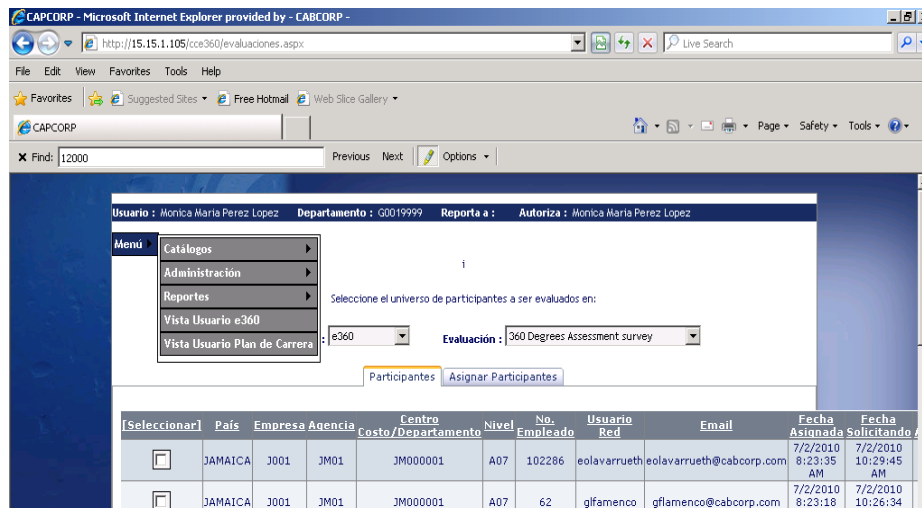 CAPCORP - Microsoft Internet Explorer provided by - CABCORP -
http://15.15.1.105/cce360/evaluaciones.aspx
Live Search
File Edit View Favorites Tools Help
Favorites Suggested Sites Free Hotmail Web Slice Gallery
CAPCORP Page Safety Tools
X Find: 12000 Previous Next Options
Usuario : Monica Maria Perez Lopez Departamento : G0019999 Reporta a : Autoriza : Monica Maria Perez Lopez
Menú Catálogos
i
Administración
Reportes Seleccione el universo de participantes a ser evaluados en:
Vista Usuario e360
Vista Usuario Plan de Carrera : e360 Evaluación : 360 Degrees Assessment survey
Participantes Asignar Participantes
[Seleccionar] País Empresa Agencia Centro Costo/Departamento Nivel No. Empleado Usuario Red Email Fecha Asignada Fecha Solicitando
JAMAICA J001 JM01 JM000001 A07 102286 eolavarrueth eolavarrueth@cabcorp.com 7/2/2010 8:23:35 AM 7/2/2010 10:29:45 AM
JAMAICA J001 JM01 JM000001 A07 62 glfamenco gflamenco@cabcorp.com 7/2/2010 8:23:18 7/2/2010 10:26:34